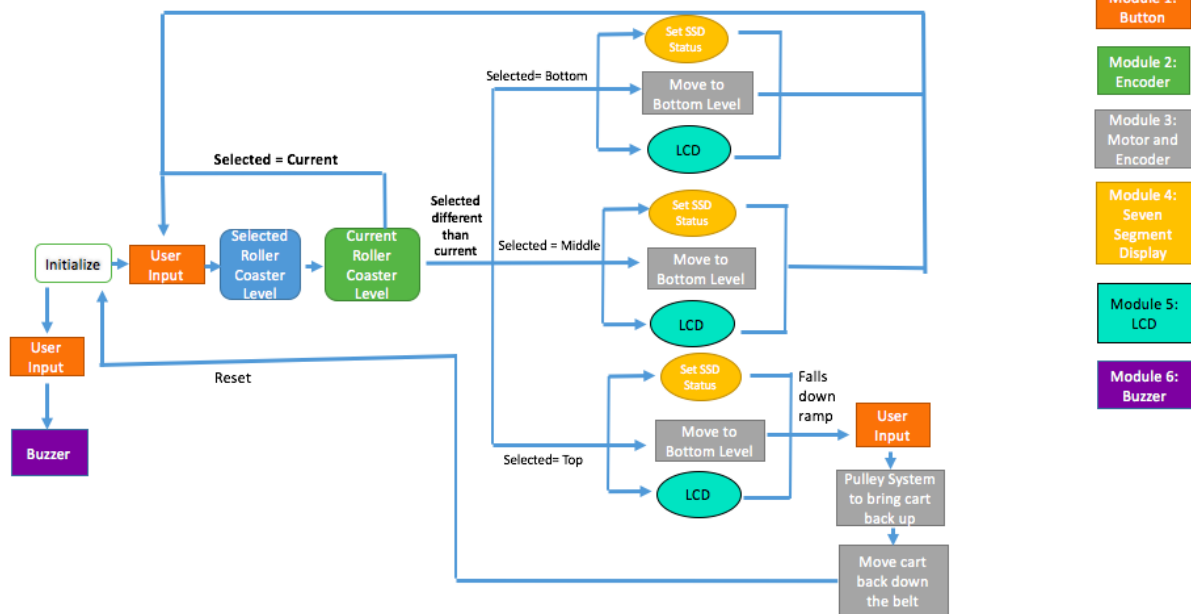 Module 1:
Button
Module 2:
Encoder
Module 3:
Motor and
Encoder
Module 4:
Seven
Segment
Display
Module 5:
LCD
Module 6:
Buzzer
Set SSD
Status
Selected= Bottom
Move to
Bottom Level
LCD
Selected = Current
Selected
different
than
current
Set SSD
Status
Selected = Middle
Move to
Bottom Level
LCD
Initialize
User
Input
Selected
Roller
Coaster
Level
Current
Roller
Coaster
Level
User
Input
Buzzer
Reset
Set SSD
Status
Selected= Top
Move to
Bottom Level
LCD
Falls
down
ramp
User
Input
Pulley System
to bring cart
back up
Move cart
back down
the belt